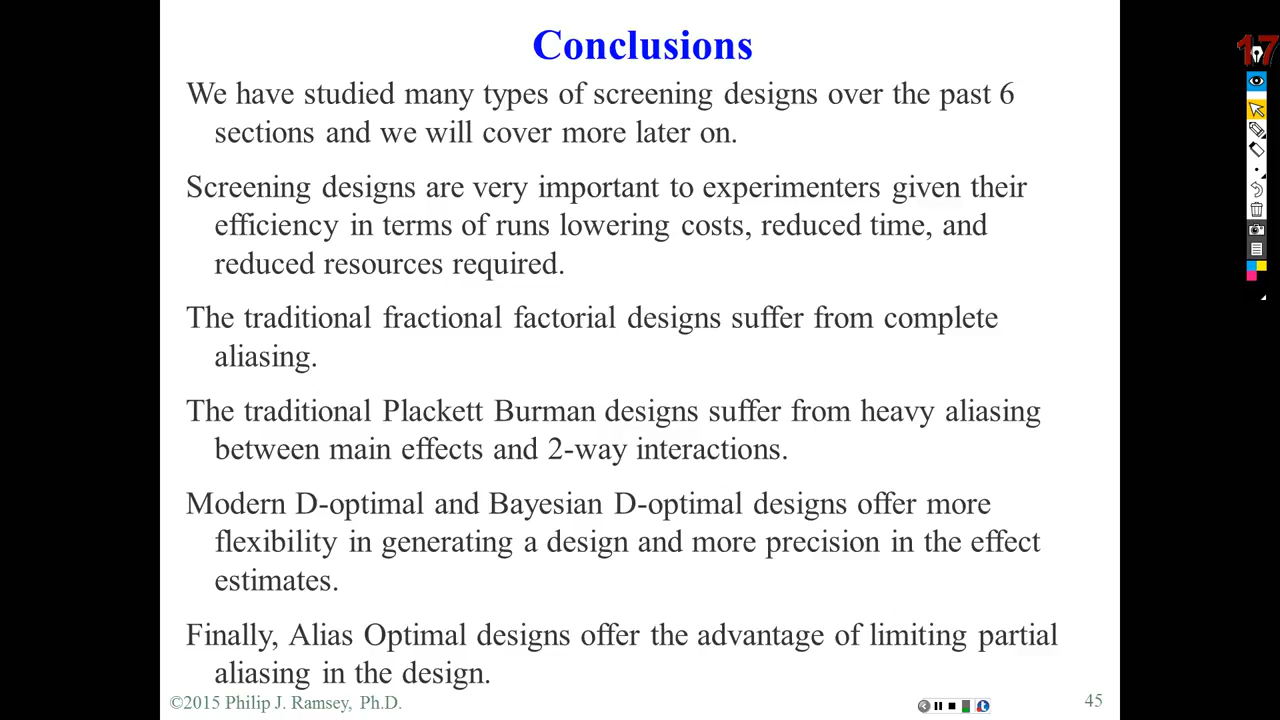 Conclusions
We have studied many types of screening designs over the past 6
sections and we will cover more later on.
Screening designs are very important to experimenters given their
efficiency in terms of runs lowering costs, reduced time, and
reduced resources required.
The traditional fractional factorial designs suffer from complete
aliasing.
The traditional Plackett Burman designs suffer from heavy aliasing
between main effects and 2-way interactions.
Modern D-optimal and Bayesian D-optimal designs offer more
flexibility in generating a design and more precision in the effect
estimates.
Finally, Alias Optimal designs offer the advantage of limiting partial
aliasing in the design.
©2015 Philip J. Ramsey, Ph.D.
45
17